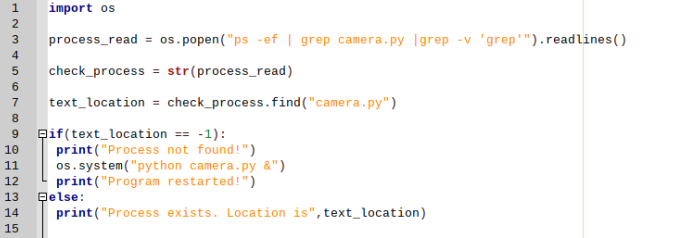 1 import os
2
3 process_read = os.popen("ps -ef | grep camera.py |grep -v 'grep'").readlines()
4
5 check_process = str(process_read)
6
7 text_location = check_process.find("camera.py")
8
9 if(text_location == -1):
10 print("Process not found!")
11 os.system("python camera.py &")
12 print("Program restarted!")
13 else:
14 print("Process exists. Location is",text_location)
15